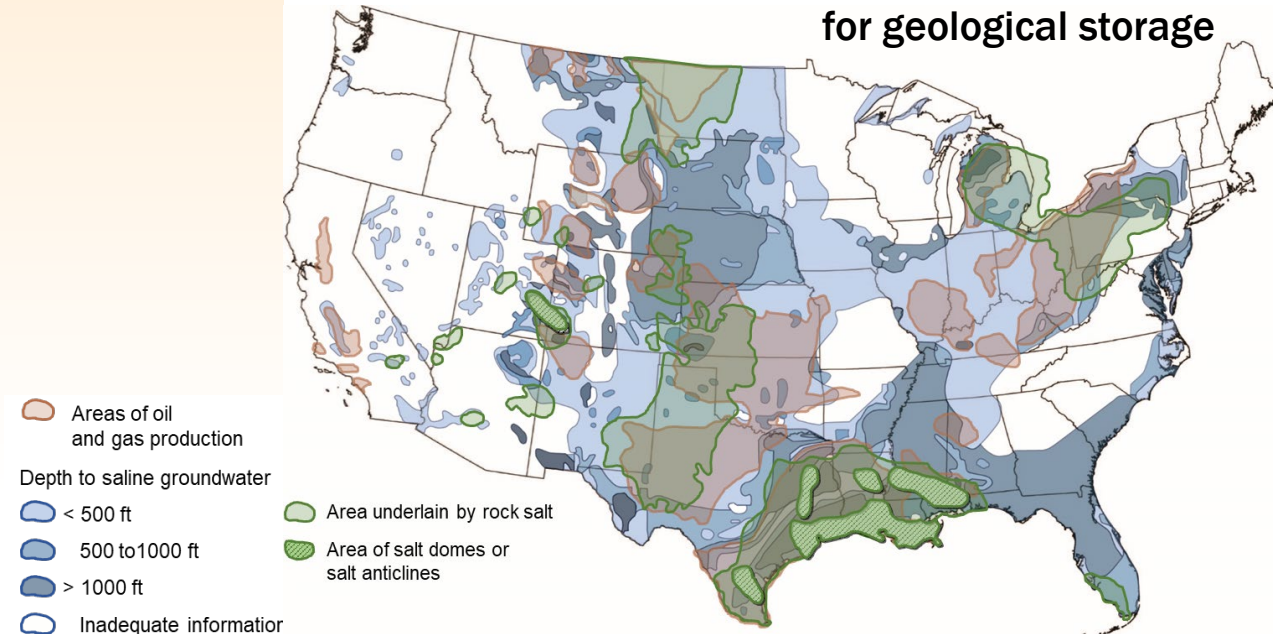 for geological storage
Areas of oil
and gas production
Depth to saline groundwater
< 500 ft
500 to1000 ft
> 1000 ft
Inadequate information
Area underlain by rock salt
Area of salt domes or
salt anticlines